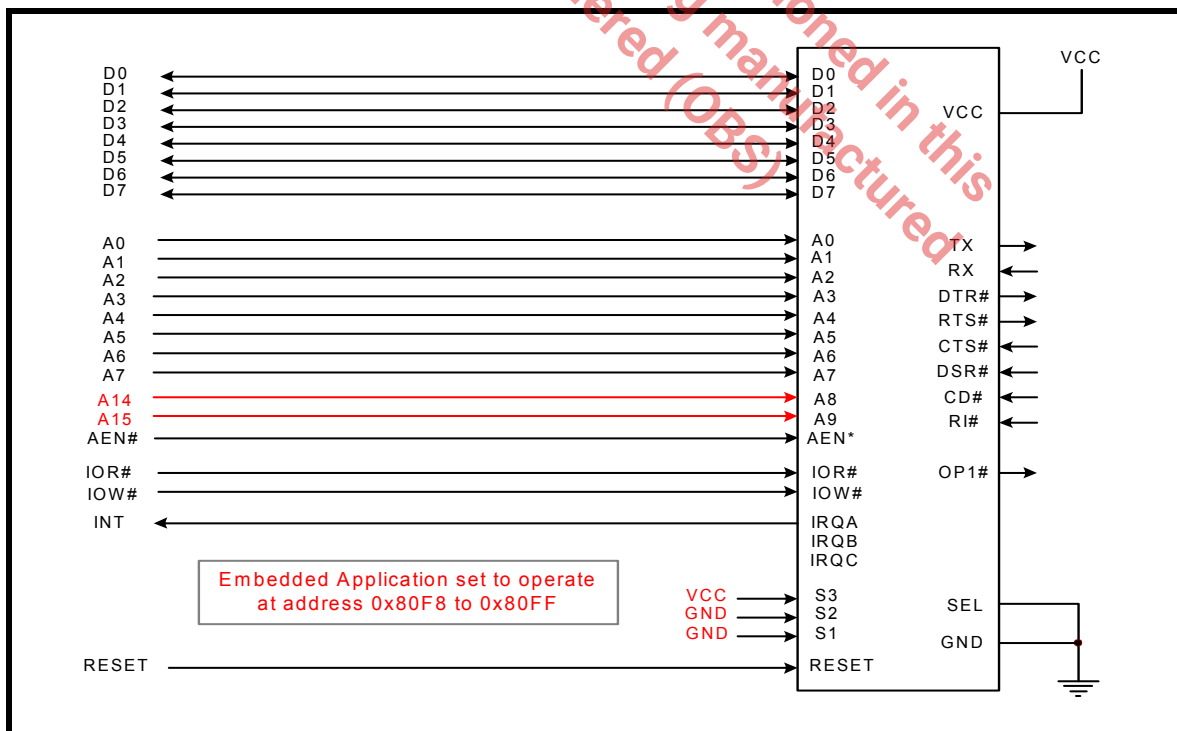 oned in this
g manufactured
ered (OBS)
VCC
D0 D0
D1 D1
D2 D2
D3 D3
D4 D4
D5 D5
D6 D6
D7 D7
VCC
A0 A0
A1 A1
A2 A2
A3 A3
A4 A4
A5 A5
A6 A6
A7 A7
A14 A8
A15 A9
AEN# AEN*
IOR# IOR#
IOW# IOW#
INT IRQA
IRQB
IRQC
TX
RX
DTR#
RTS#
CTS#
DSR#
CD#
RI#
OP1#
Embedded Application set to operate
at address 0x80F8 to 0x80FF
VCC S3
GND S2
GND S1
SEL
GND
RESET RESET